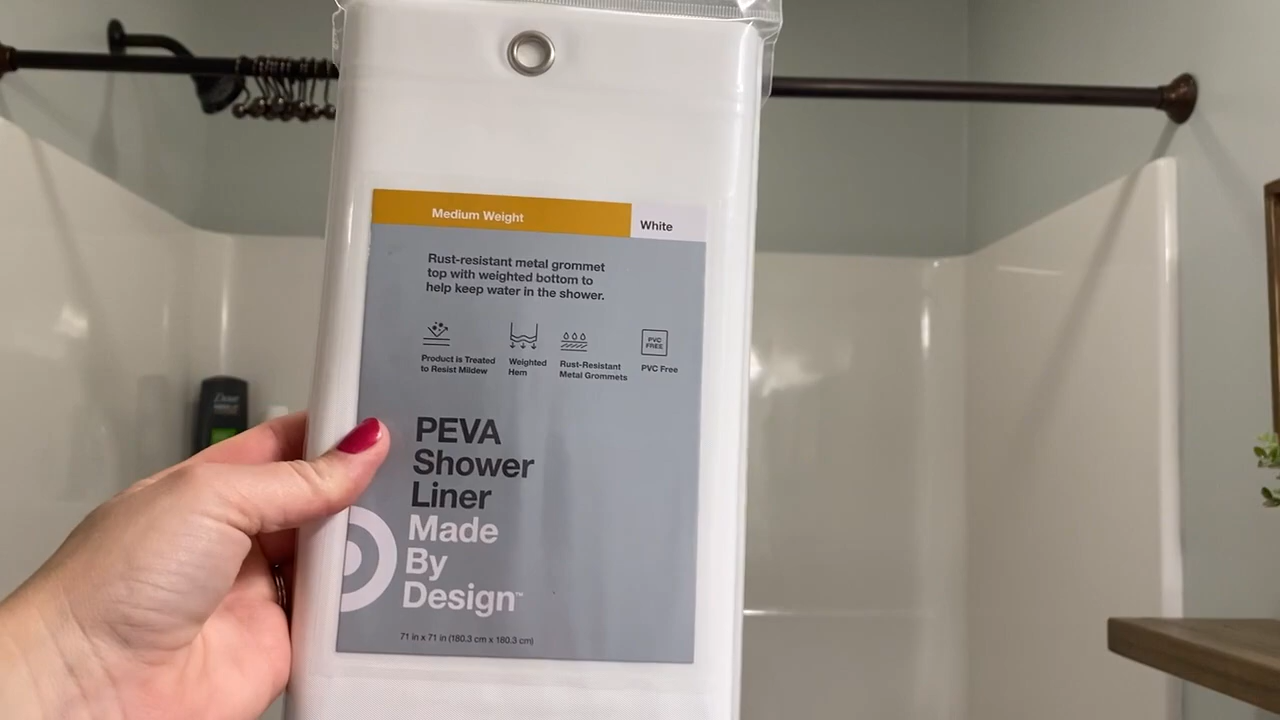 Medium Weight
White
Rust-resistant metal grommet
top with weighted bottom to
help keep water in the shower.
PVC
FREE
Product is Treated
to Resist Mildew
Weighted
Hem
Rust-Resistant
Metal Grommets
PVC Free
PEVA
Shower
Liner
Made
By
Design™
71 in x 71 in (180.3 cm x 180.3 cm)
Dove